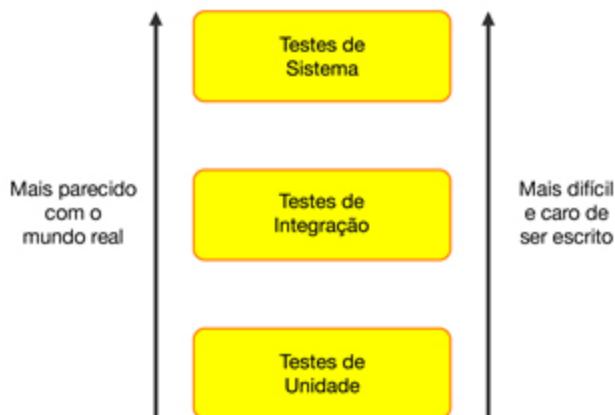 Testes de
Sistema
Mais parecido
com o
mundo real
Testes de
Integração
Mais difícil
e caro de
ser escrito
Testes de
Unidade